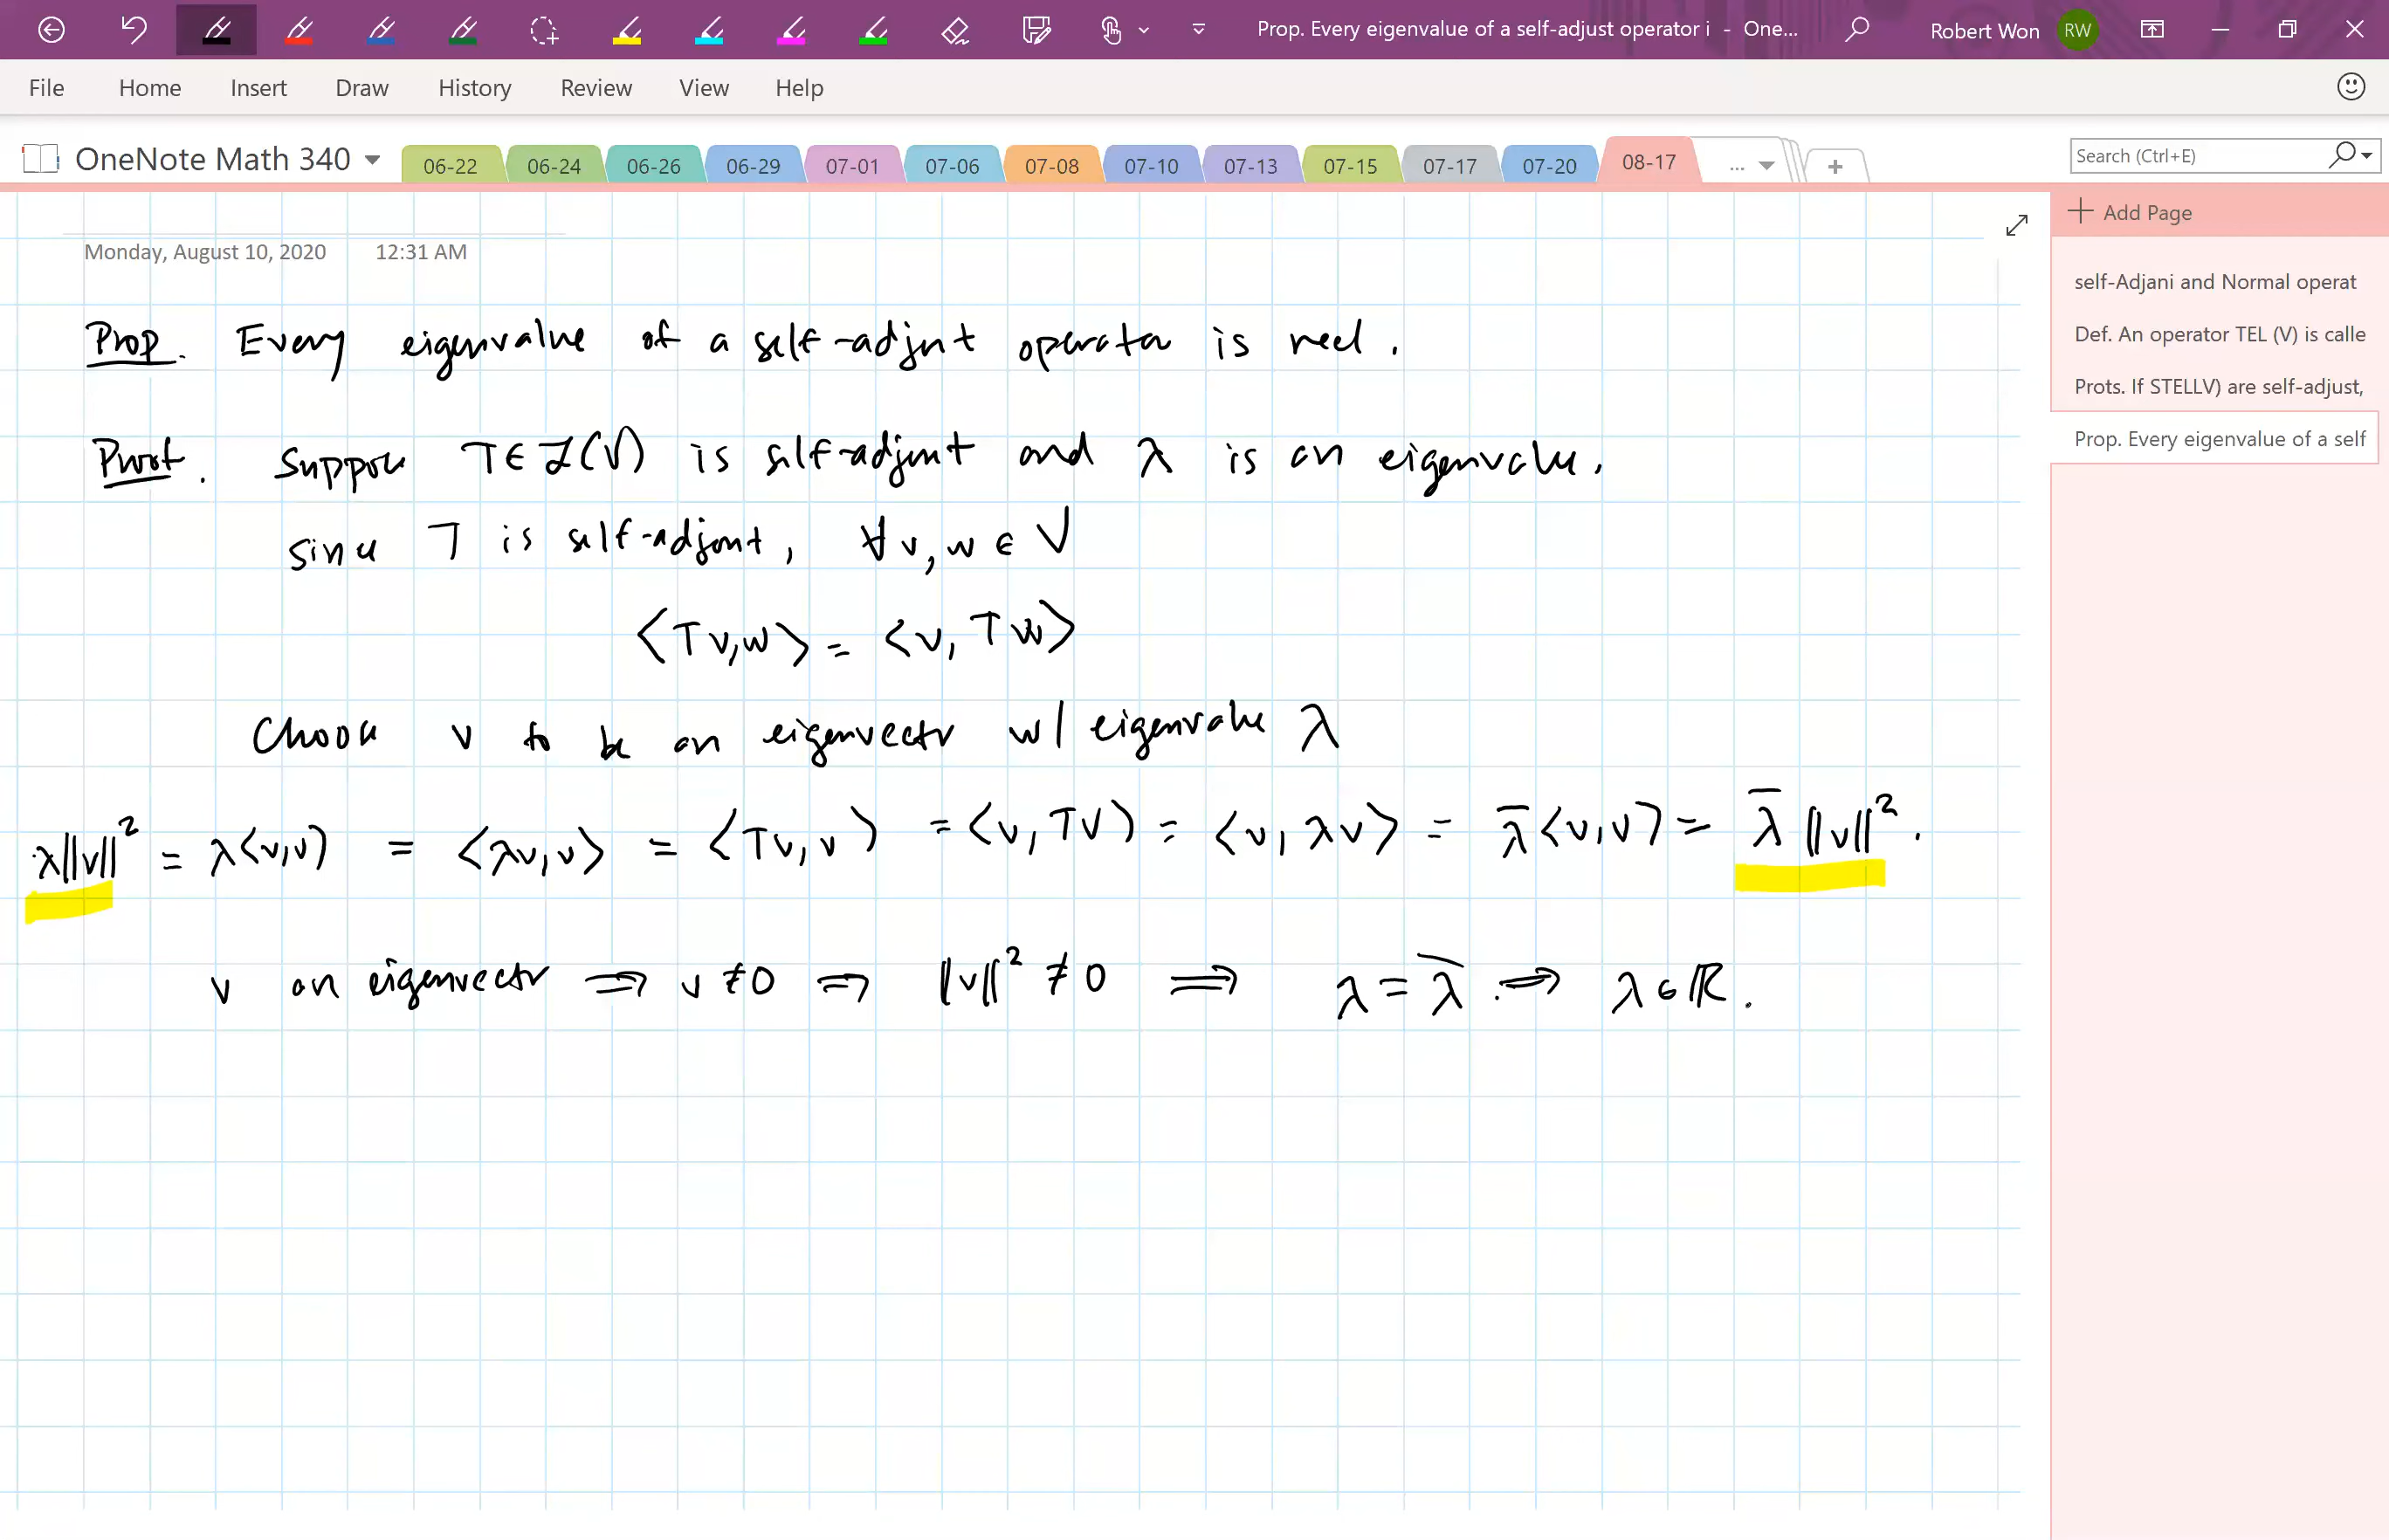 Prop. Every eigenvalue of a self-adjust operator i - One...
Robert Won RW
File Home Insert Draw History Review View Help
OneNote Math 340 06-22 06-24 06-26 06-29 07-01 07-06 07-08 07-10 07-13 07-15 07-17 07-20 08-17 ... +
Search (Ctrl+E)
Monday, August 10, 2020 12:31 AM
Prop. Every eigenvalue of a self-adjnt operator is real.
Proof. Suppose T∈ℒ(V) is self-adjoint and λ is an eigenvalue.
since T is self-adjoint, ∀v,w ∈ V
⟨Tv,w⟩ = ⟨v, Tw⟩
Choose v to be an eigenvectr w/ eigenvalue λ
λ||v||² = λ⟨v,v⟩ = ⟨λv,v⟩ = ⟨Tv,v⟩ = ⟨v,Tv⟩ = ⟨v,λv⟩ = λ̄⟨v,v⟩ = λ̄||v||².
v an eigenvectr ⟹ v ≠ 0 ⟹ ||v||² ≠ 0 ⟹ λ = λ̄. ⟹ λ ∈ ℝ.
Add Page
self-Adjani and Normal operat
Def. An operator TEL (V) is calle
Prots. If STELLV) are self-adjust,
Prop. Every eigenvalue of a self